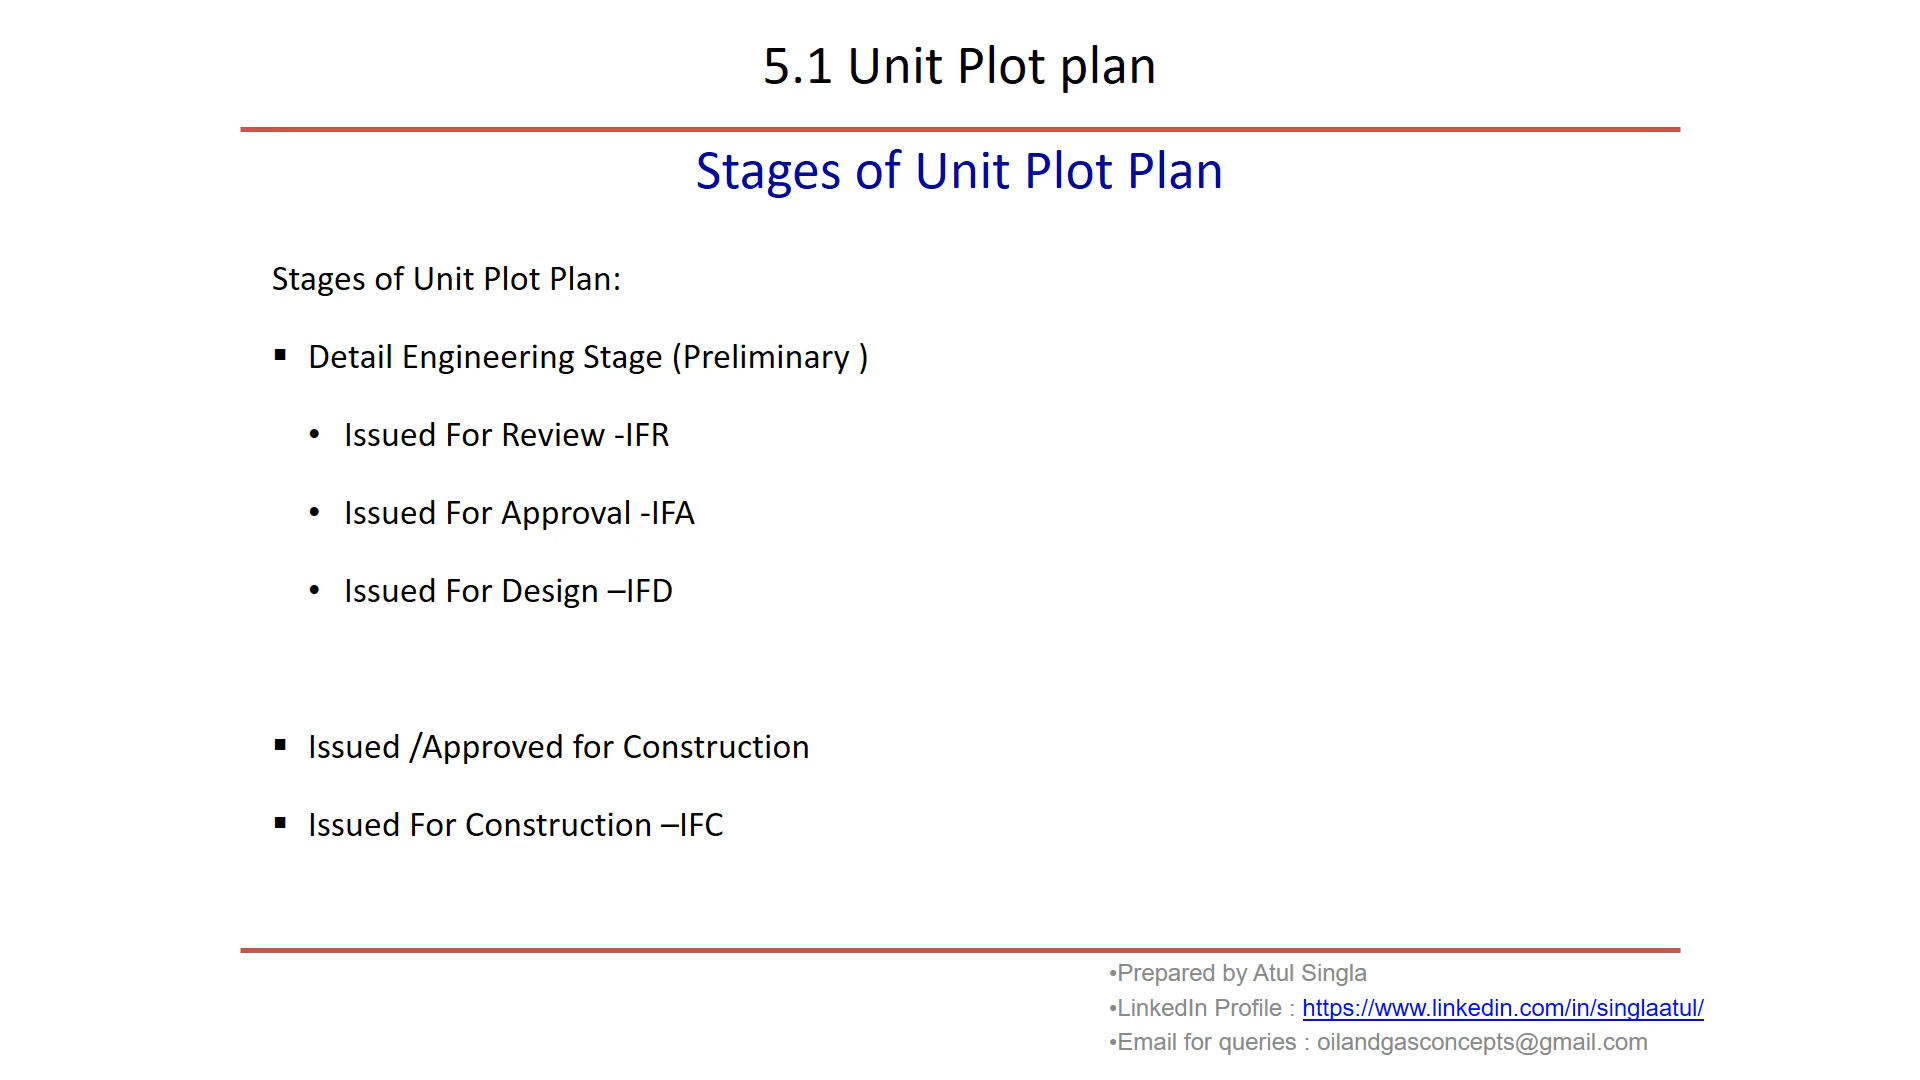 5.1 Unit Plot plan
Stages of Unit Plot Plan
Stages of Unit Plot Plan:
▪ Detail Engineering Stage (Preliminary )
• Issued For Review -IFR
• Issued For Approval -IFA
• Issued For Design –IFD
▪ Issued /Approved for Construction
▪ Issued For Construction –IFC
•Prepared by Atul Singla
•LinkedIn Profile : https://www.linkedin.com/in/singlaatul/
•Email for queries : oilandgasconcepts@gmail.com